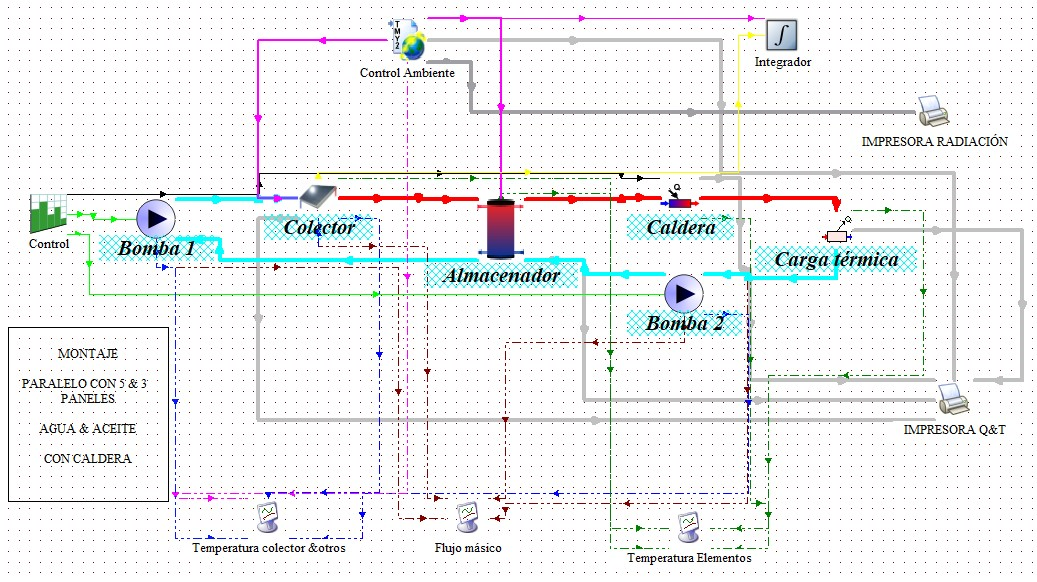 TMY2
Control Ambiente
∫
Integrador
IMPRESORA RADIACIÓN
Control
Bomba 1
Colector
Almacenador
Q
Caldera
Q
Carga térmica
Bomba 2
MONTAJE
PARALELO CON 5 & 3
PANELES
AGUA & ACEITE
CON CALDERA
IMPRESORA Q&T
Temperatura colector &otros
Flujo másico
Temperatura Elementos